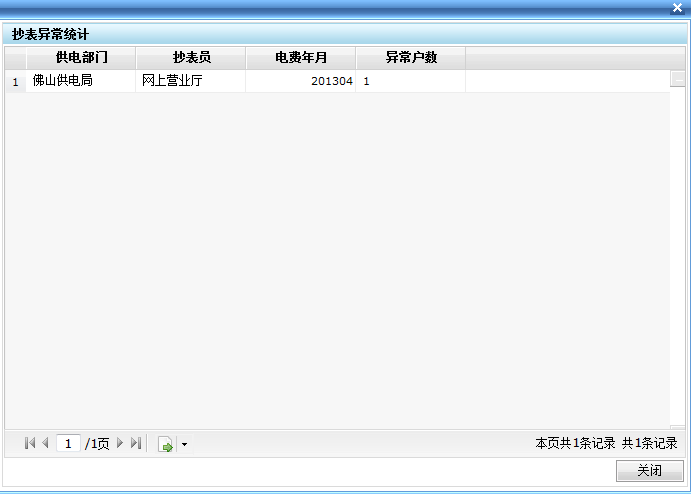 抄表异常统计
供电部门 抄表员 电费年月 异常户数
1 佛山供电局 网上营业厅 201304 1
1 /1页 本页共1条记录 共1条记录
关闭